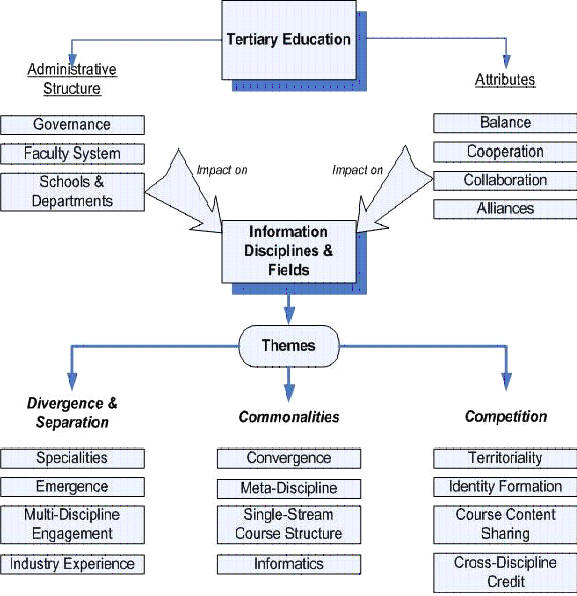 Tertiary Education
Administrative
Structure
Attributes
Governance
Faculty System
Schools &
Departments
Balance
Cooperation
Collaboration
Alliances
Impact on
Impact on
Information
Disciplines &
Fields
Themes
Divergence &
Separation
Commonalities
Competition
Specialities
Emergence
Multi-Discipline
Engagement
Industry Experience
Convergence
Meta-Discipline
Single-Stream
Course Structure
Informatics
Territoriality
Identity Formation
Course Content
Sharing
Cross-Discipline
Credit